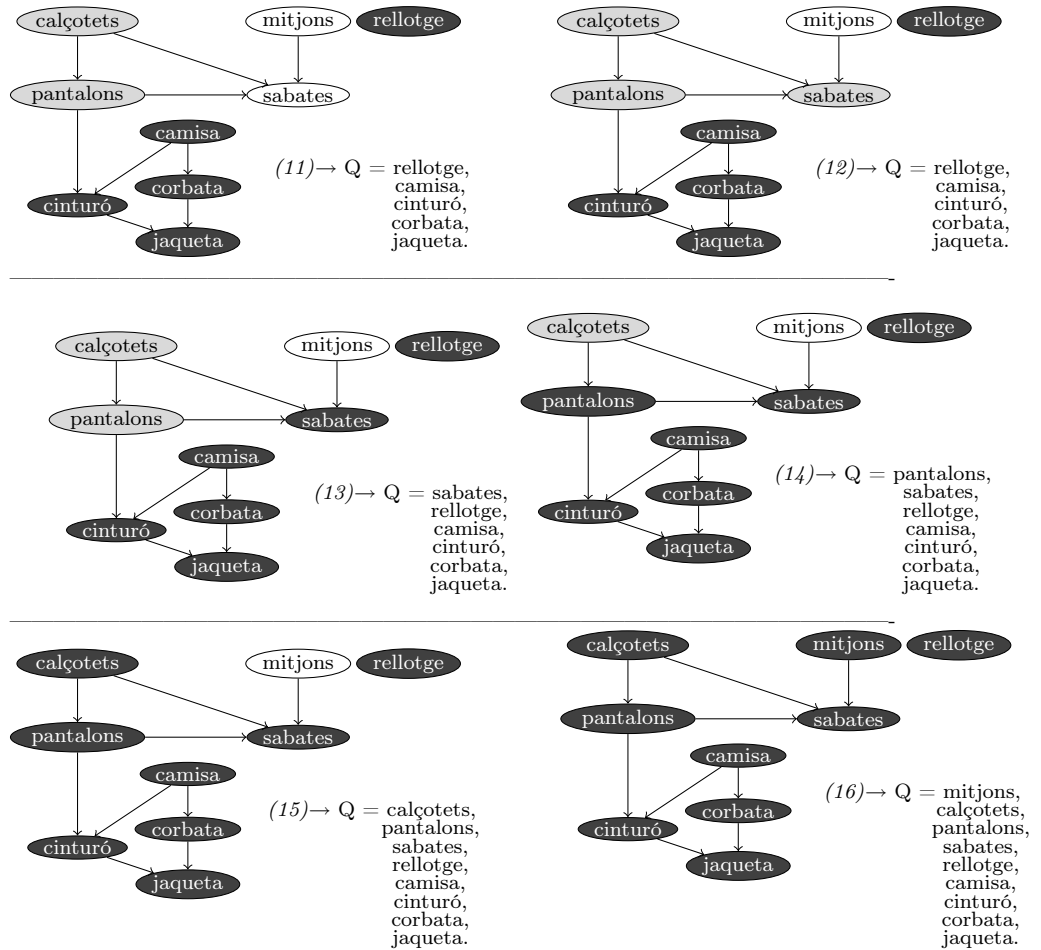 calçotets mitjons rellotge
pantalons sabates
camisa
corbata
cinturó
jaqueta
(11)→ Q = rellotge,
camisa,
cinturó,
corbata,
jaqueta.
calçotets mitjons rellotge
pantalons sabates
camisa
corbata
cinturó
jaqueta
(12)→ Q = rellotge,
camisa,
cinturó,
corbata,
jaqueta.
calçotets mitjons rellotge
pantalons sabates
camisa
corbata
cinturó
jaqueta
(13)→ Q = sabates,
rellotge,
camisa,
cinturó,
corbata,
jaqueta.
calçotets mitjons rellotge
pantalons sabates
camisa
corbata
cinturó
jaqueta
(14)→ Q = pantalons,
sabates,
rellotge,
camisa,
cinturó,
corbata,
jaqueta.
calçotets mitjons rellotge
pantalons sabates
camisa
corbata
cinturó
jaqueta
(15)→ Q = calçotets,
pantalons,
sabates,
rellotge,
camisa,
cinturó,
corbata,
jaqueta.
calçotets mitjons rellotge
pantalons sabates
camisa
corbata
cinturó
jaqueta
(16)→ Q = mitjons,
calçotets,
pantalons,
sabates,
rellotge,
camisa,
cinturó,
corbata,
jaqueta.